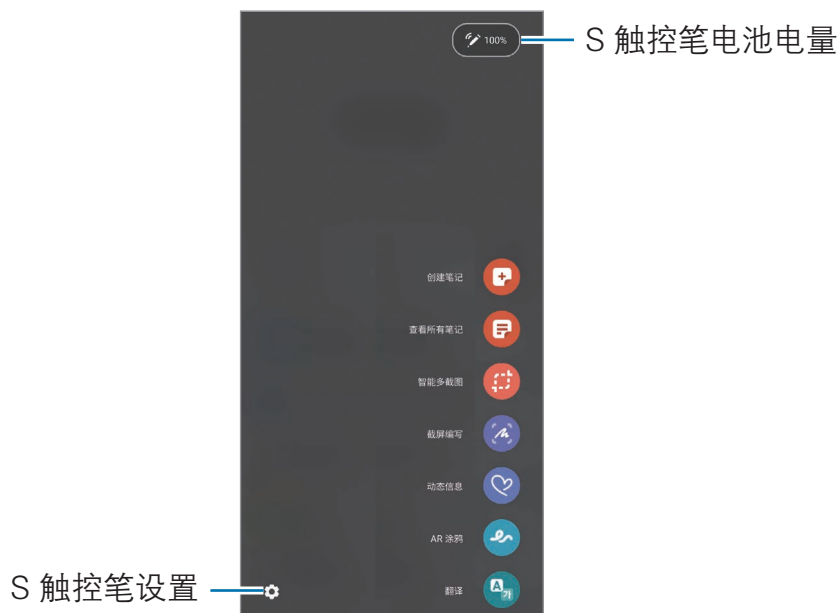 100%
S 触控笔电池电量
创建笔记
查看所有笔记
智能多截图
截屏编写
动态信息
AR 涂鸦
S 触控笔设置
翻译
A
가